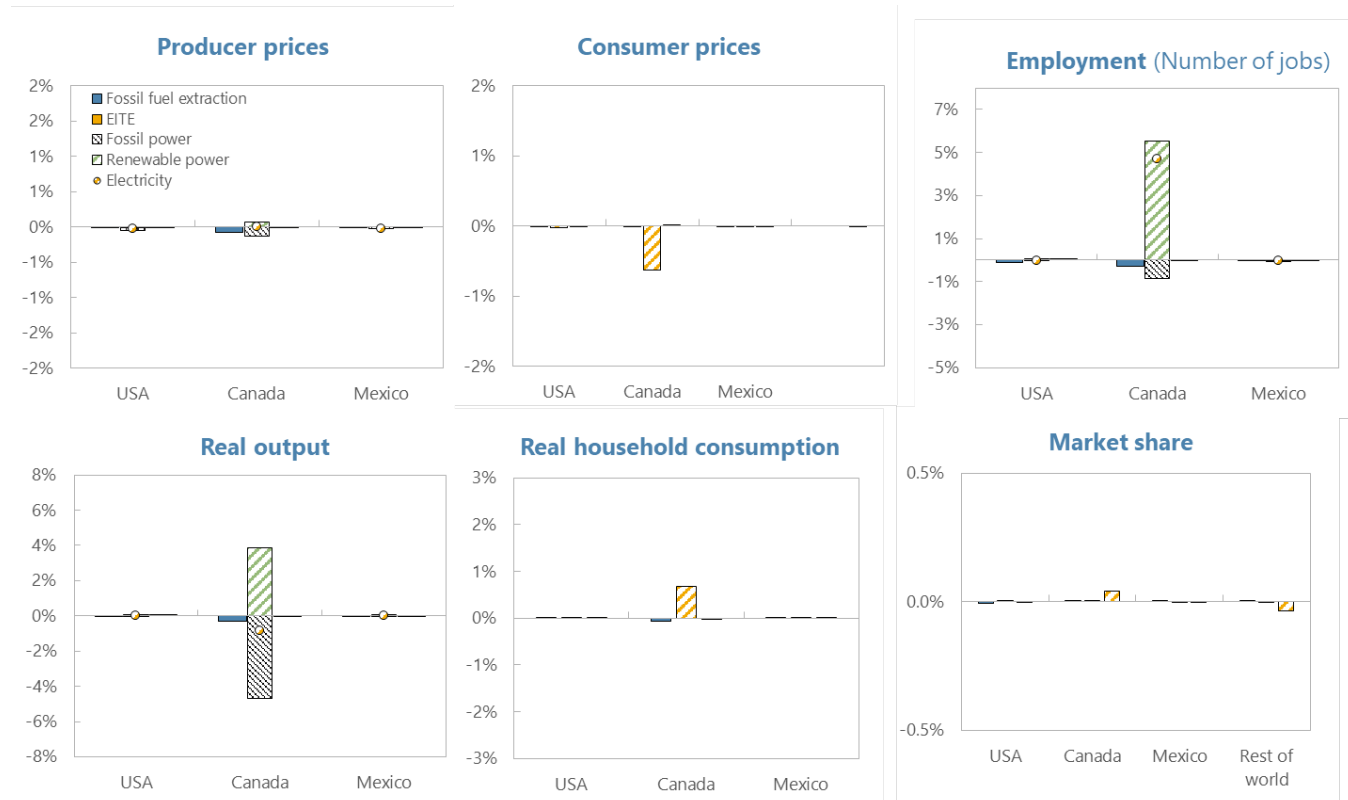 Producer prices
2%
2%
1%
1%
0%
-1%
-1%
-2%
-2%
Fossil fuel extraction
EITE
Fossil power
Renewable power
Electricity
USA Canada Mexico
Consumer prices
2%
1%
0%
-1%
-2%
USA Canada Mexico
Employment (Number of jobs)
7%
5%
3%
1%
-1%
-3%
-5%
USA Canada Mexico
Real output
8%
6%
4%
2%
0%
-2%
-4%
-6%
-8%
USA Canada Mexico
Real household consumption
3%
2%
1%
0%
-1%
-2%
-3%
USA Canada Mexico
Market share
0.5%
0.0%
-0.5%
USA Canada Mexico Rest of
world